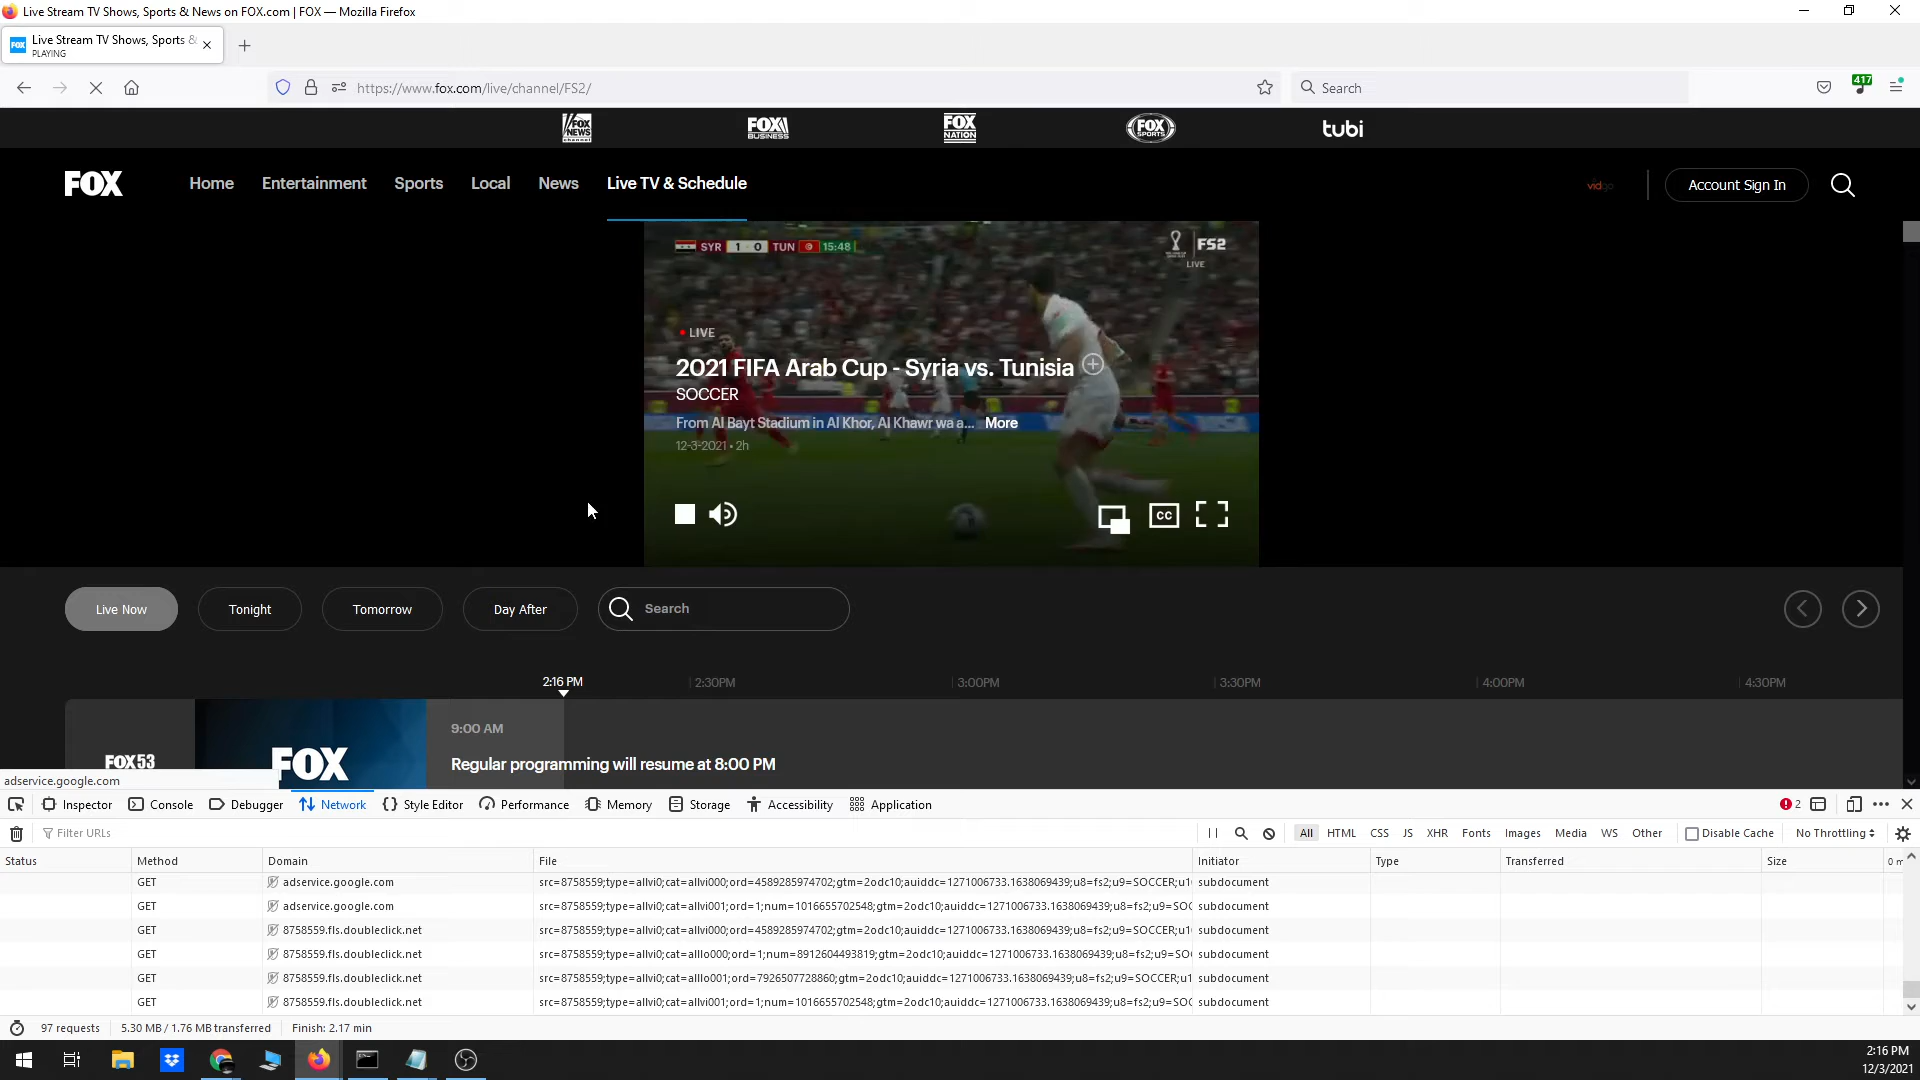 Live Stream TV Shows, Sports & News on FOX.com | FOX — Mozilla Firefox
FOX Live Stream TV Shows, Sports &
PLAYING
https://www.fox.com/live/channel/FS2/
Search
417
FOX NEWS channel
FOX BUSINESS
FOX NATION
FOX SPORTS
tubi
FOX
Home
Entertainment
Sports
Local
News
Live TV & Schedule
vidgo
Account Sign In
SYR 1 - 0 TUN 15:48
FS2
LIVE
LIVE
2021 FIFA Arab Cup - Syria vs. Tunisia
SOCCER
From Al Bayt Stadium in Al Khor, Al Khawr wa a... More
12-3-2021 • 2h
CC
Live Now
Tonight
Tomorrow
Day After
Search
2:16 PM
2:30PM
3:00PM
3:30PM
4:00PM
4:30PM
FOX53
FOX
9:00 AM
Regular programming will resume at 8:00 PM
adservice.google.com
Inspector
Console
Debugger
Network
Style Editor
Performance
Memory
Storage
Accessibility
Application
2
Filter URLs
All HTML CSS JS XHR Fonts Images Media WS Other
Disable Cache
No Throttling
Status Method Domain File Initiator Type Transferred Size 0 m
GET adservice.google.com src=8758559;type=allvi0;cat=allvi000;ord=4589285974702;gtm=2odc10;auiddc=1271006733.1638069439;u8=fs2;u9=SOCCER;u1 subdocument
GET adservice.google.com src=8758559;type=allvi0;cat=allvi001;ord=1;num=1016655702548;gtm=2odc10;auiddc=1271006733.1638069439;u8=fs2;u9=SOC subdocument
GET 8758559.fls.doubleclick.net src=8758559;type=allvi0;cat=allvi000;ord=4589285974702;gtm=2odc10;auiddc=1271006733.1638069439;u8=fs2;u9=SOCCER;u1 subdocument
GET 8758559.fls.doubleclick.net src=8758559;type=allvi0;cat=alllo000;ord=1;num=8912604493819;gtm=2odc10;auiddc=1271006733.1638069439;u8=fs2;u9=SOC subdocument
GET 8758559.fls.doubleclick.net src=8758559;type=allvi0;cat=alllo001;ord=7926507728860;gtm=2odc10;auiddc=1271006733.1638069439;u8=fs2;u9=SOCCER;u1 subdocument
GET 8758559.fls.doubleclick.net src=8758559;type=allvi0;cat=allvi001;ord=1;num=1016655702548;gtm=2odc10;auiddc=1271006733.1638069439;u8=fs2;u9=SOC subdocument
97 requests 5.30 MB / 1.76 MB transferred Finish: 2.17 min
2:16 PM
12/3/2021